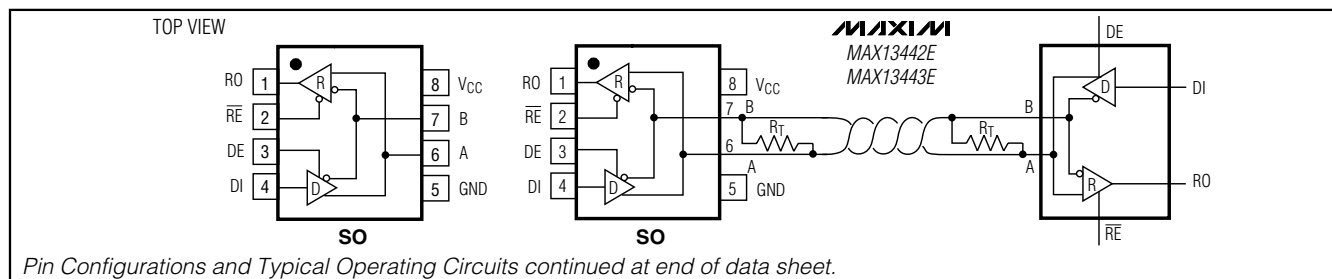 TOP VIEW
RO 1
RE 2
DE 3
DI 4
R
D
8 VCC
7 B
6 A
5 GND
SO
RO 1
RE 2
DE 3
DI 4
R
D
8 VCC
7 B
6 A
5 GND
SO
RT
MAXIM
MAX13442E
MAX13443E
RT
B
A
DE
D
DI
R
RO
RE
Pin Configurations and Typical Operating Circuits continued at end of data sheet.